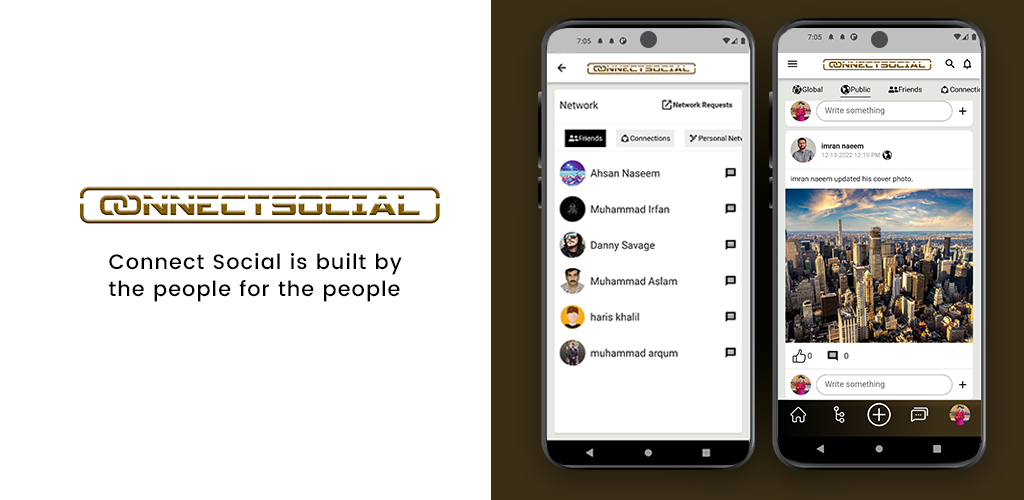 CONNECTSOCIAL
Connect Social is built by
the people for the people
7:05
CONNECTSOCIAL
Network
Network Requests
Friends
Connections
Personal Netw
Ahsan Naseem
Muhammad Irfan
Danny Savage
Muhammad Aslam
haris khalil
muhammad arqum
7:05
CONNECTSOCIAL
Global
Public
Friends
Connectio
Write something
imran naeem
12-13-2022 12:19 PM
imran naeem updated his cover photo.
0
0
Write something